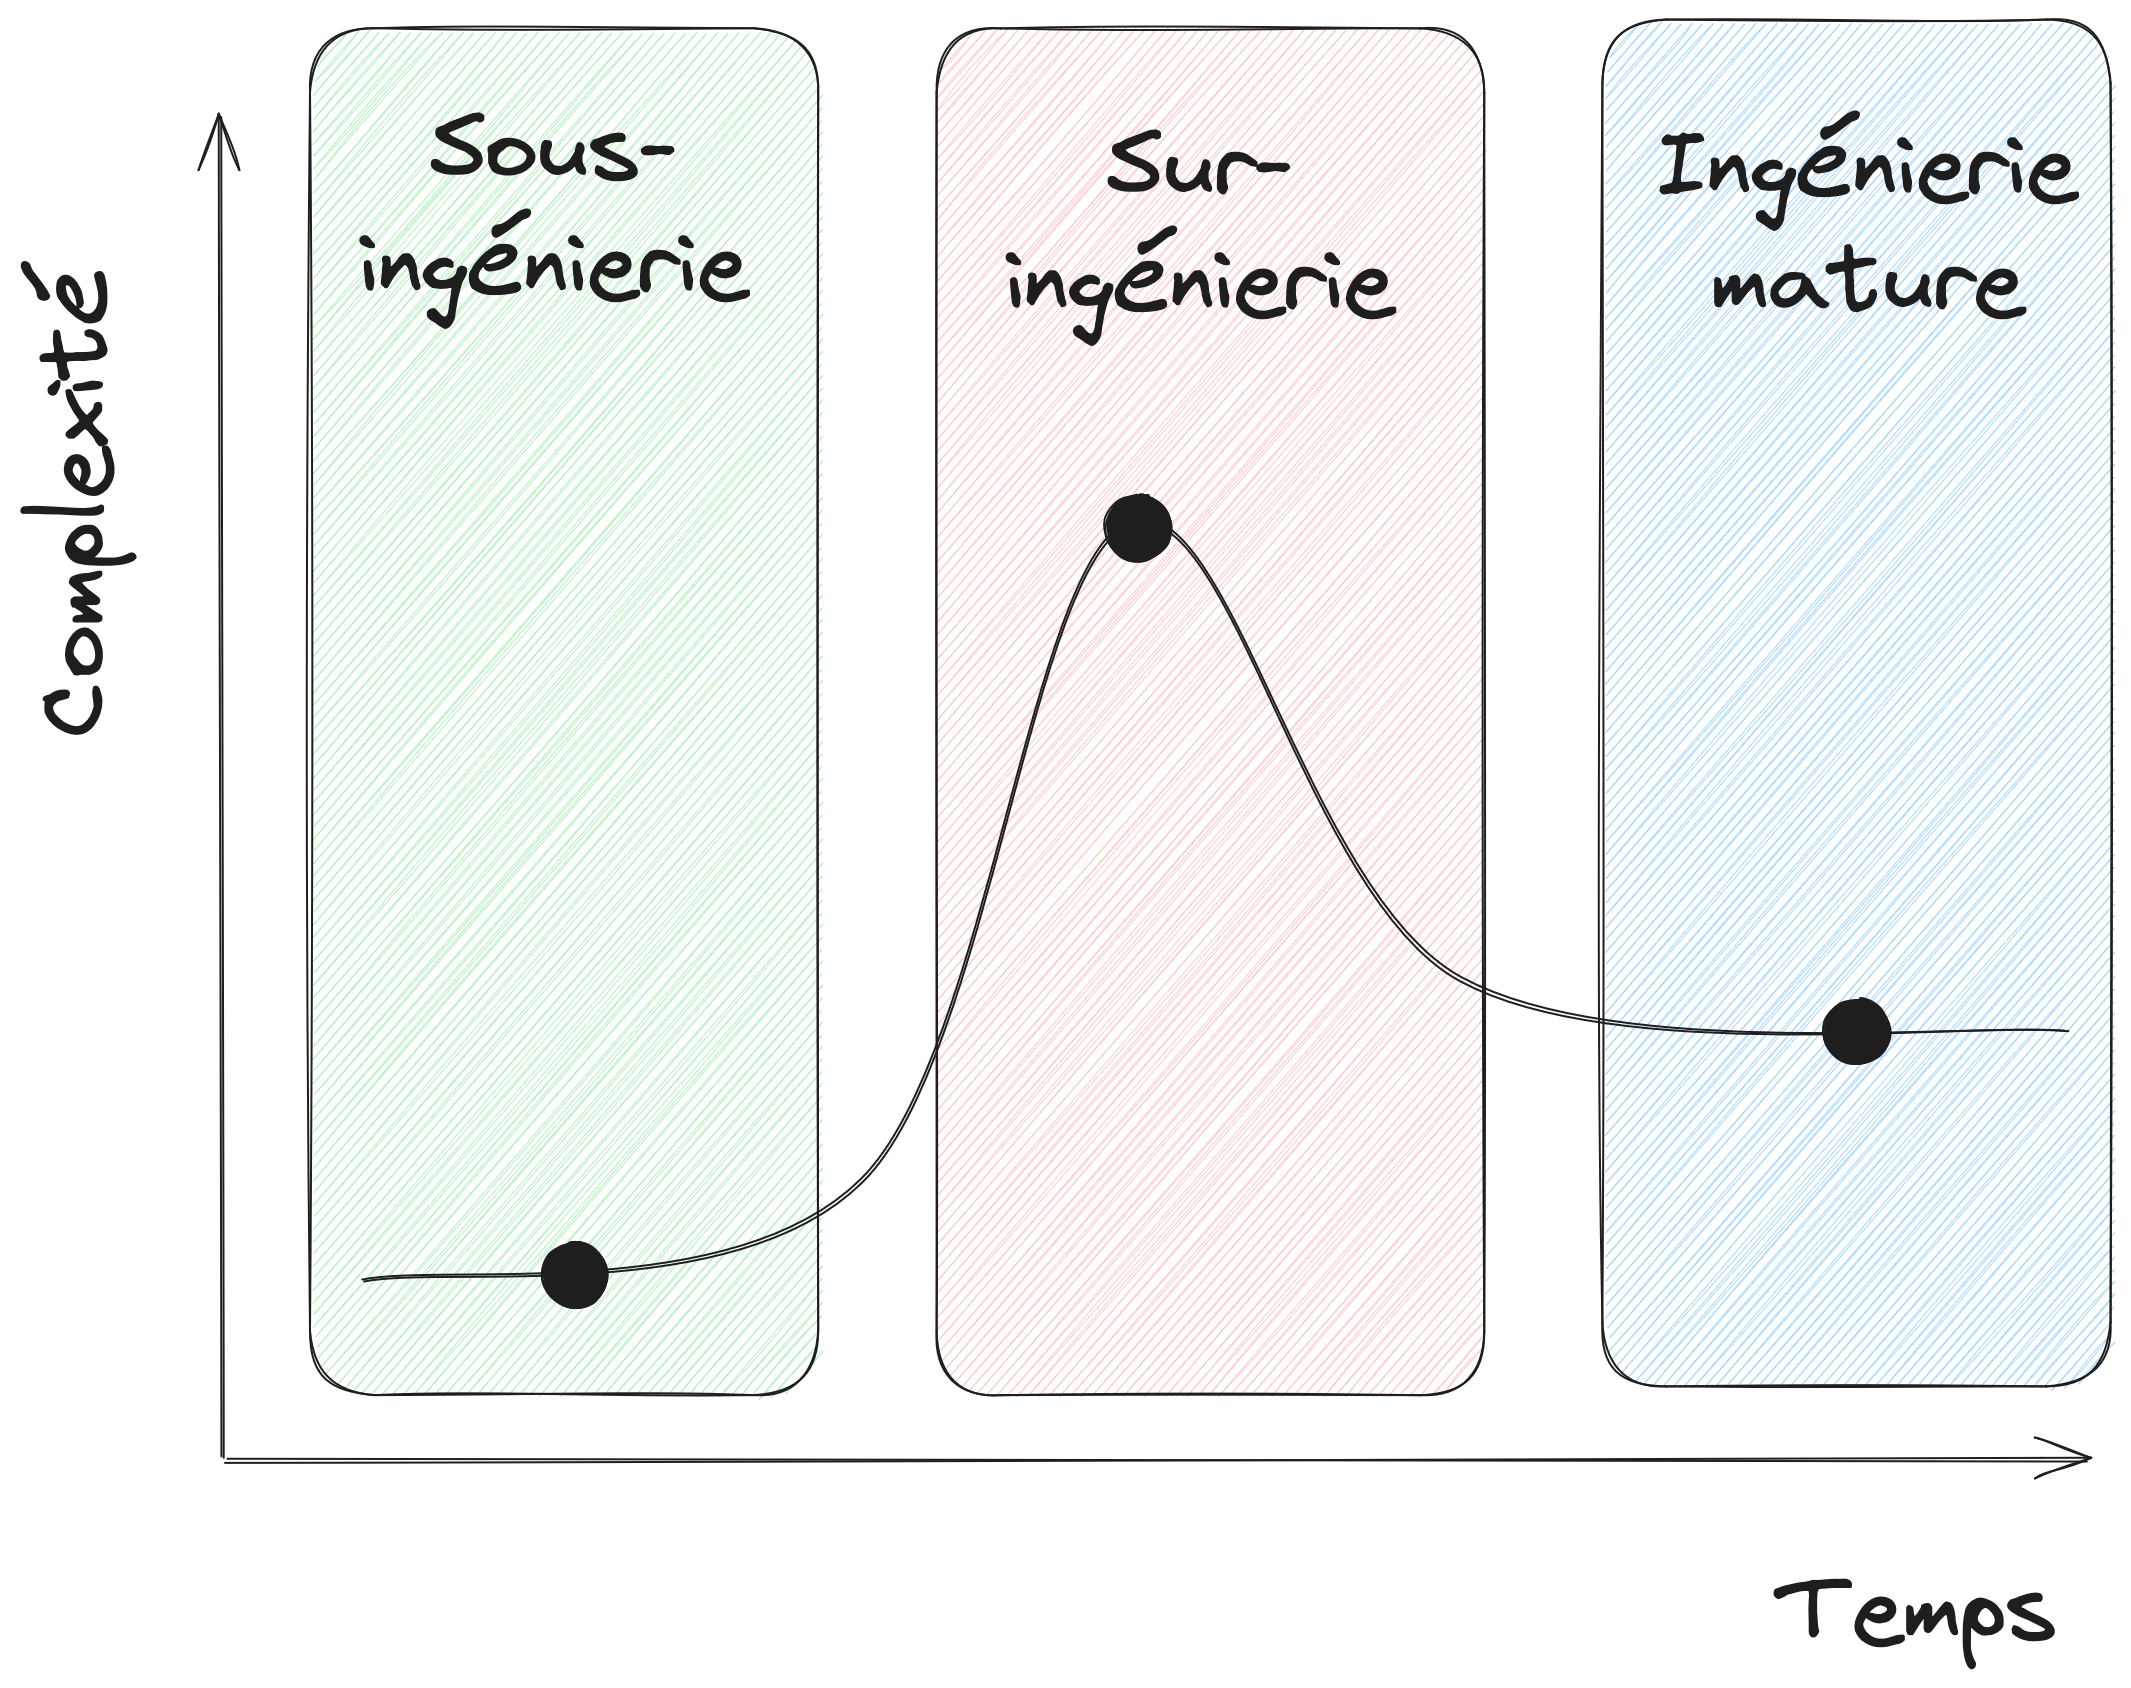 Sous-
ingénierie
Sur-
ingénierie
Ingénierie
mature
Complexité
Temps